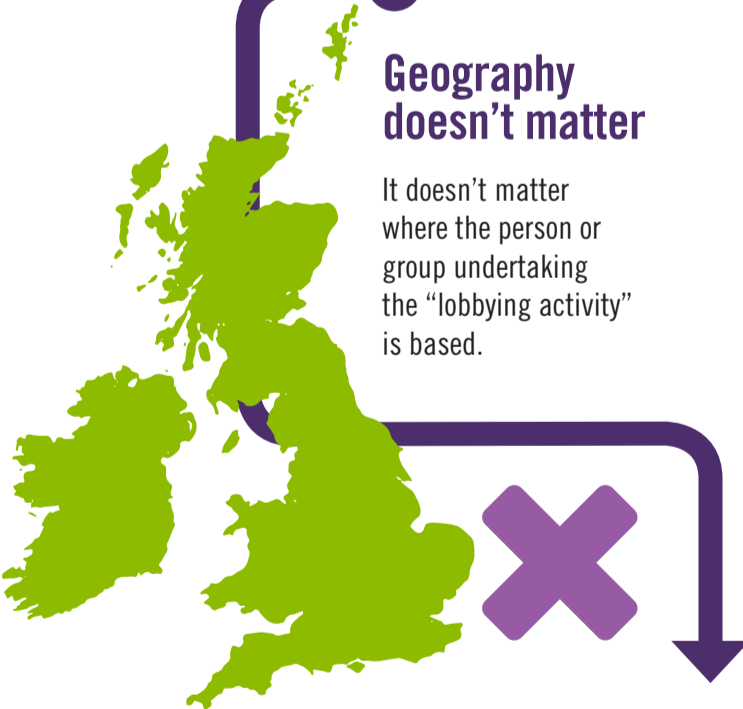 Geography
doesn’t matter
It doesn’t matter
where the person or
group undertaking
the “lobbying activity”
is based.